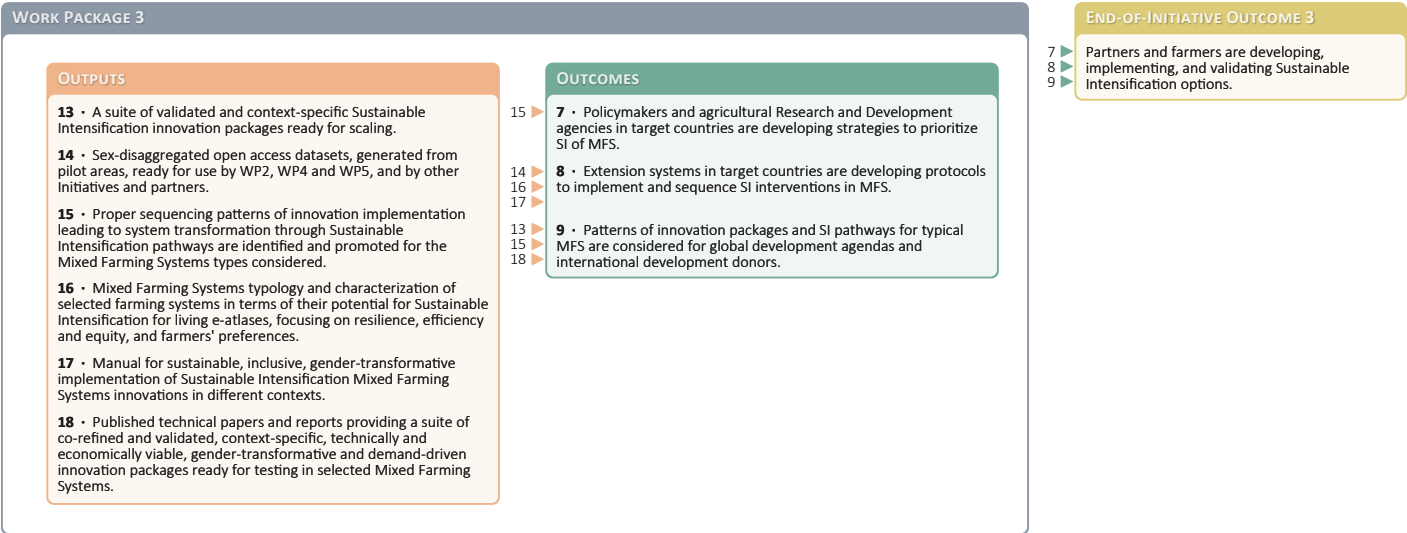 WORK PACKAGE 3
OUTPUTS
13 · A suite of validated and context-specific Sustainable
Intensification innovation packages ready for scaling.
14 · Sex-disaggregated open access datasets, generated from
pilot areas, ready for use by WP2, WP4 and WP5, and by other
Initiatives and partners.
15 · Proper sequencing patterns of innovation implementation
leading to system transformation through Sustainable
Intensification pathways are identified and promoted for the
Mixed Farming Systems types considered.
16 · Mixed Farming Systems typology and characterization of
selected farming systems in terms of their potential for Sustainable
Intensification for living e-atlases, focusing on resilience, efficiency
and equity, and farmers' preferences.
17 · Manual for sustainable, inclusive, gender-transformative
implementation of Sustainable Intensification Mixed Farming
Systems innovations in different contexts.
18 · Published technical papers and reports providing a suite of
co-refined and validated, context-specific, technically and
economically viable, gender-transformative and demand-driven
innovation packages ready for testing in selected Mixed Farming
Systems.
OUTCOMES
15
7 · Policymakers and agricultural Research and Development
agencies in target countries are developing strategies to prioritize
SI of MFS.
14
16
17
8 · Extension systems in target countries are developing protocols
to implement and sequence SI interventions in MFS.
13
15
18
9 · Patterns of innovation packages and SI pathways for typical
MFS are considered for global development agendas and
international development donors.
END-OF-INITIATIVE OUTCOME 3
7
8
9
Partners and farmers are developing,
implementing, and validating Sustainable
Intensification options.